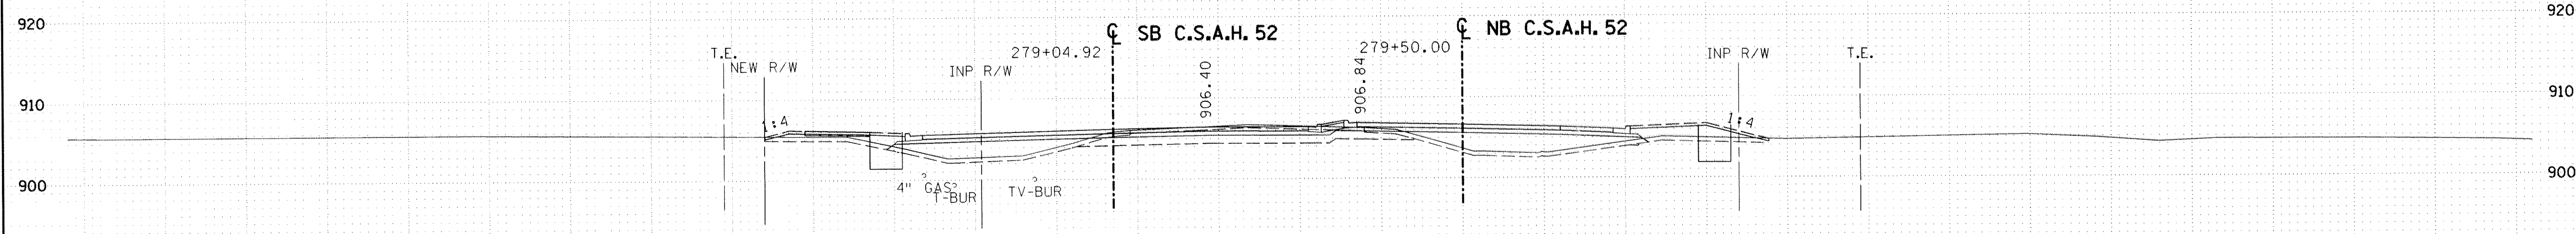 920
920
℄ SB C.S.A.H. 52
℄ NB C.S.A.H. 52
T.E.
279+04.92
279+50.00
INP R/W
T.E.
NEW R/W
INP R/W
906.40
906.84
910
910
1:4
1:4
900
900
4" GAS
T-BUR
TV-BUR